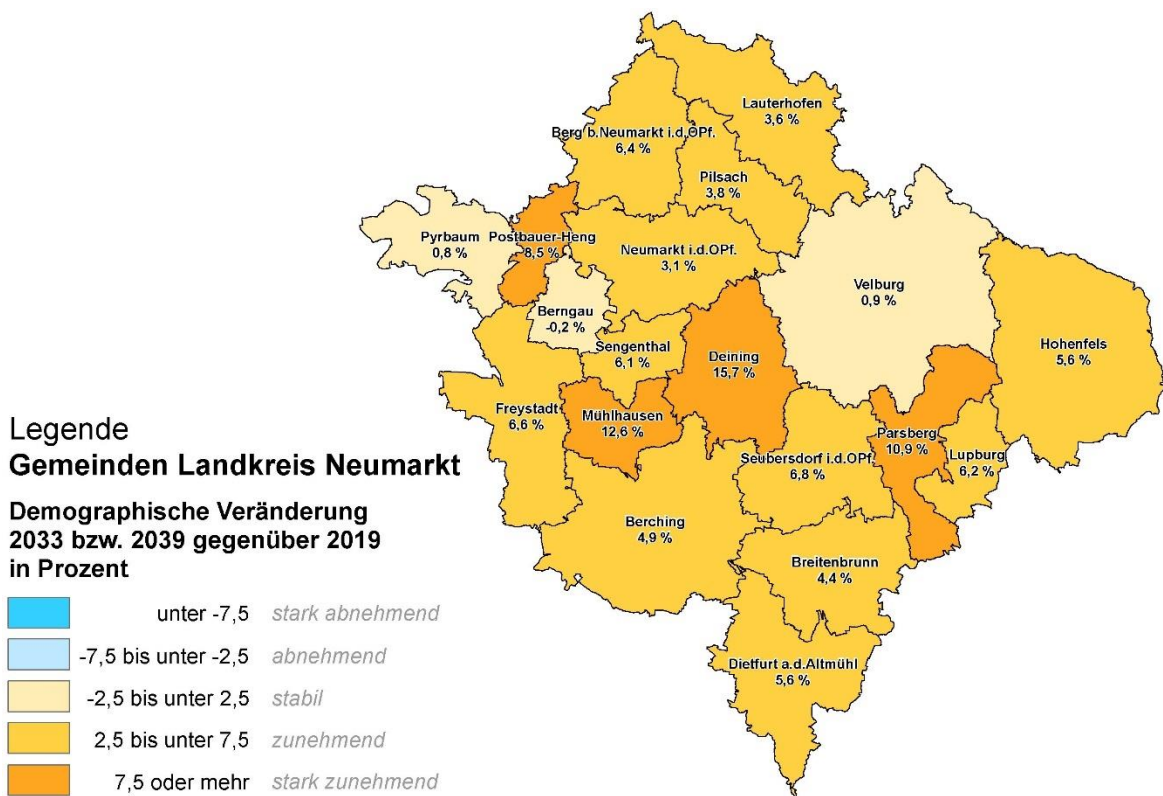 Lauterhofen
3,6 %
Berg b.Neumarkt i.d.OPf.
6,4 %
Pilsach
3,8 %
Pyrbaum
0,8 %
Postbauer-Heng
8,5 %
Neumarkt i.d.OPf.
3,1 %
Velburg
0,9 %
Berngau
-0,2 %
Sengenthal
6,1 %
Deining
15,7 %
Hohenfels
5,6 %
Freystadt
6,6 %
Mühlhausen
12,6 %
Parsberg
10,9 %
Lupburg
6,2 %
Seubersdorf i.d.OPf.
6,8 %
Berching
4,9 %
Breitenbrunn
4,4 %
Dietfurt a.d.Altmühl
5,6 %
Legende
Gemeinden Landkreis Neumarkt
Demographische Veränderung
2033 bzw. 2039 gegenüber 2019
in Prozent
unter -7,5 stark abnehmend
-7,5 bis unter -2,5 abnehmend
-2,5 bis unter 2,5 stabil
2,5 bis unter 7,5 zunehmend
7,5 oder mehr stark zunehmend